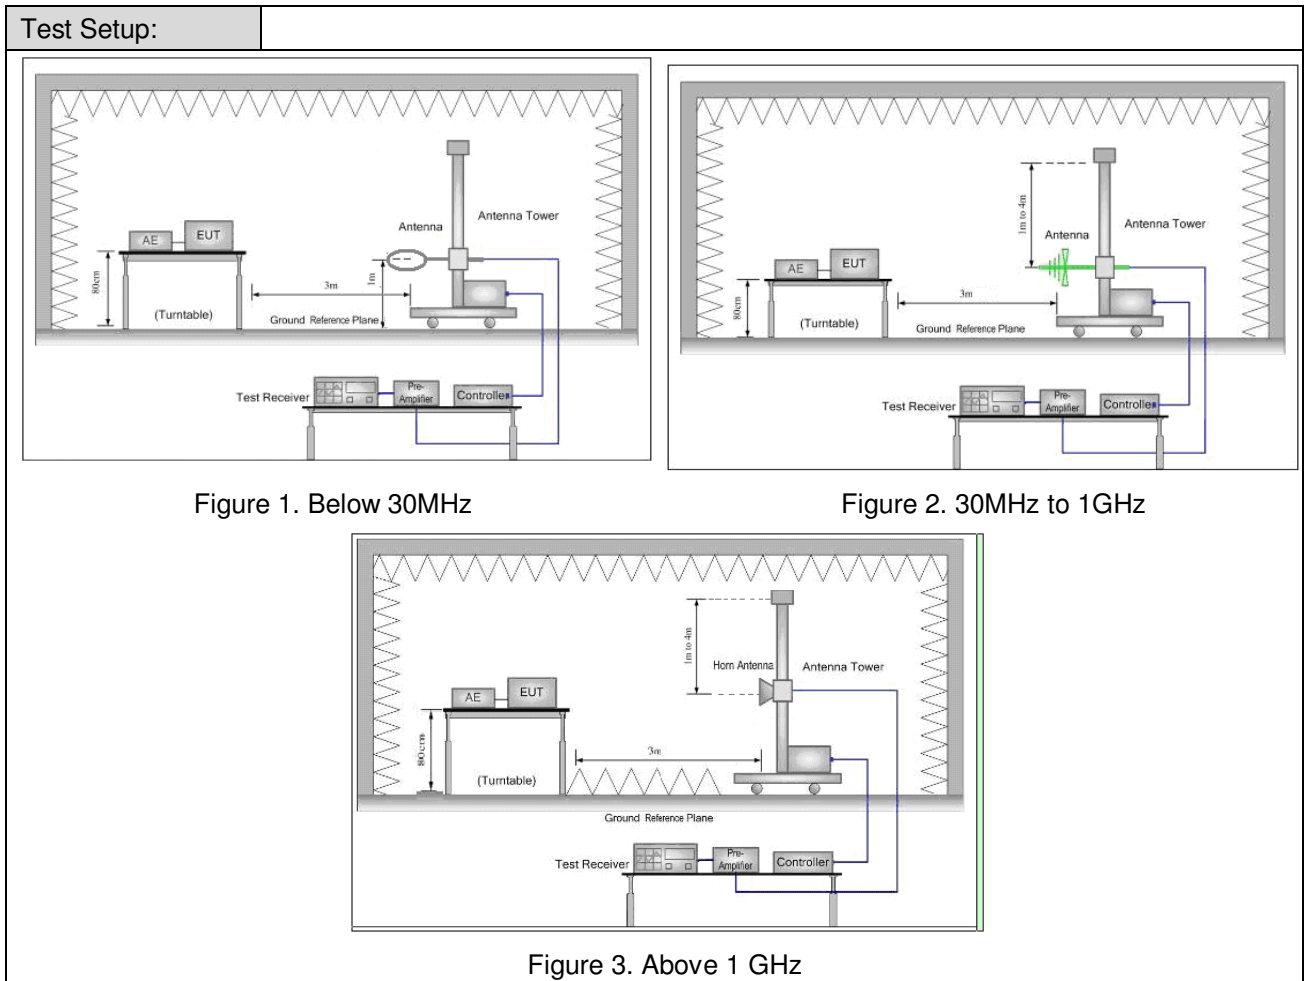 Test Setup:
Antenna
Antenna Tower
AE
EUT
80cm
1m
3m
(Turntable)
Ground Reference Plane
Test Receiver
Pre-
Amplifier
Controller
Figure 1. Below 30MHz
1m to 4m
Antenna
Antenna Tower
AE
EUT
80cm
3m
(Turntable)
Ground Reference Plane
Test Receiver
Pre-
Amplifier
Controller
Figure 2. 30MHz to 1GHz
1m to 4m
Horn Antenna
Antenna Tower
AE
EUT
80cm
3m
(Turntable)
Ground Reference Plane
Test Receiver
Pre-
Amplifier
Controller
Figure 3. Above 1 GHz